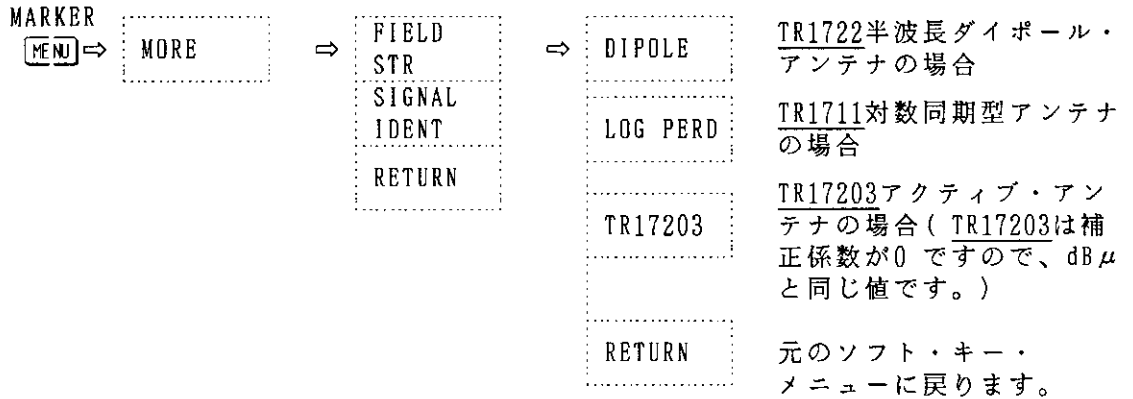 MARKER
MENU ⇒ MORE ⇒ FIELD STR ⇒ DIPOLE
SIGNAL IDENT
RETURN
LOG PERD
TR17203
RETURN
TR1722半波長ダイポール・
アンテナの場合
TR1711対数同期型アンテナ
の場合
TR17203アクティブ・アン
テナの場合( TR17203は補
正係数が0 ですので、dBμ
と同じ値です。)
元のソフト・キー・
メニューに戻ります。